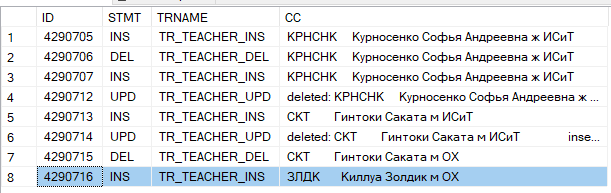 ID STMT TRNAME CC
1 4290705 INS TR_TEACHER_INS КРНСНК Курносенко Софья Андреевна ж ИСиТ
2 4290706 DEL TR_TEACHER_DEL КРНСНК Курносенко Софья Андреевна ж ИСиТ
3 4290707 INS TR_TEACHER_INS КРНСНК Курносенко Софья Андреевна ж ИСиТ
4 4290712 UPD TR_TEACHER_UPD deleted: КРНСНК Курносенко Софья Андреевна ж ...
5 4290713 INS TR_TEACHER_INS СКТ Гинтоки Саката м ИСиТ
6 4290714 UPD TR_TEACHER_UPD deleted: СКТ Гинтоки Саката м ИСиТ inse...
7 4290715 DEL TR_TEACHER_DEL СКТ Гинтоки Саката м ОХ
8 4290716 INS TR_TEACHER_INS ЗЛДК Киллуа Золдик м ОХ